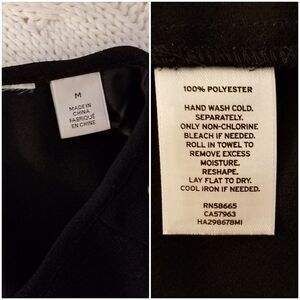 M
MADE IN
CHINA
FABRIQUÉ
EN CHINE
100% POLYESTER
HAND WASH COLD.
SEPARATELY.
ONLY NON-CHLORINE
BLEACH IF NEEDED.
ROLL IN TOWEL TO
REMOVE EXCESS
MOISTURE.
RESHAPE.
LAY FLAT TO DRY.
COOL IRON IF NEEDED.
RN58665
CA57963
HA298678MI